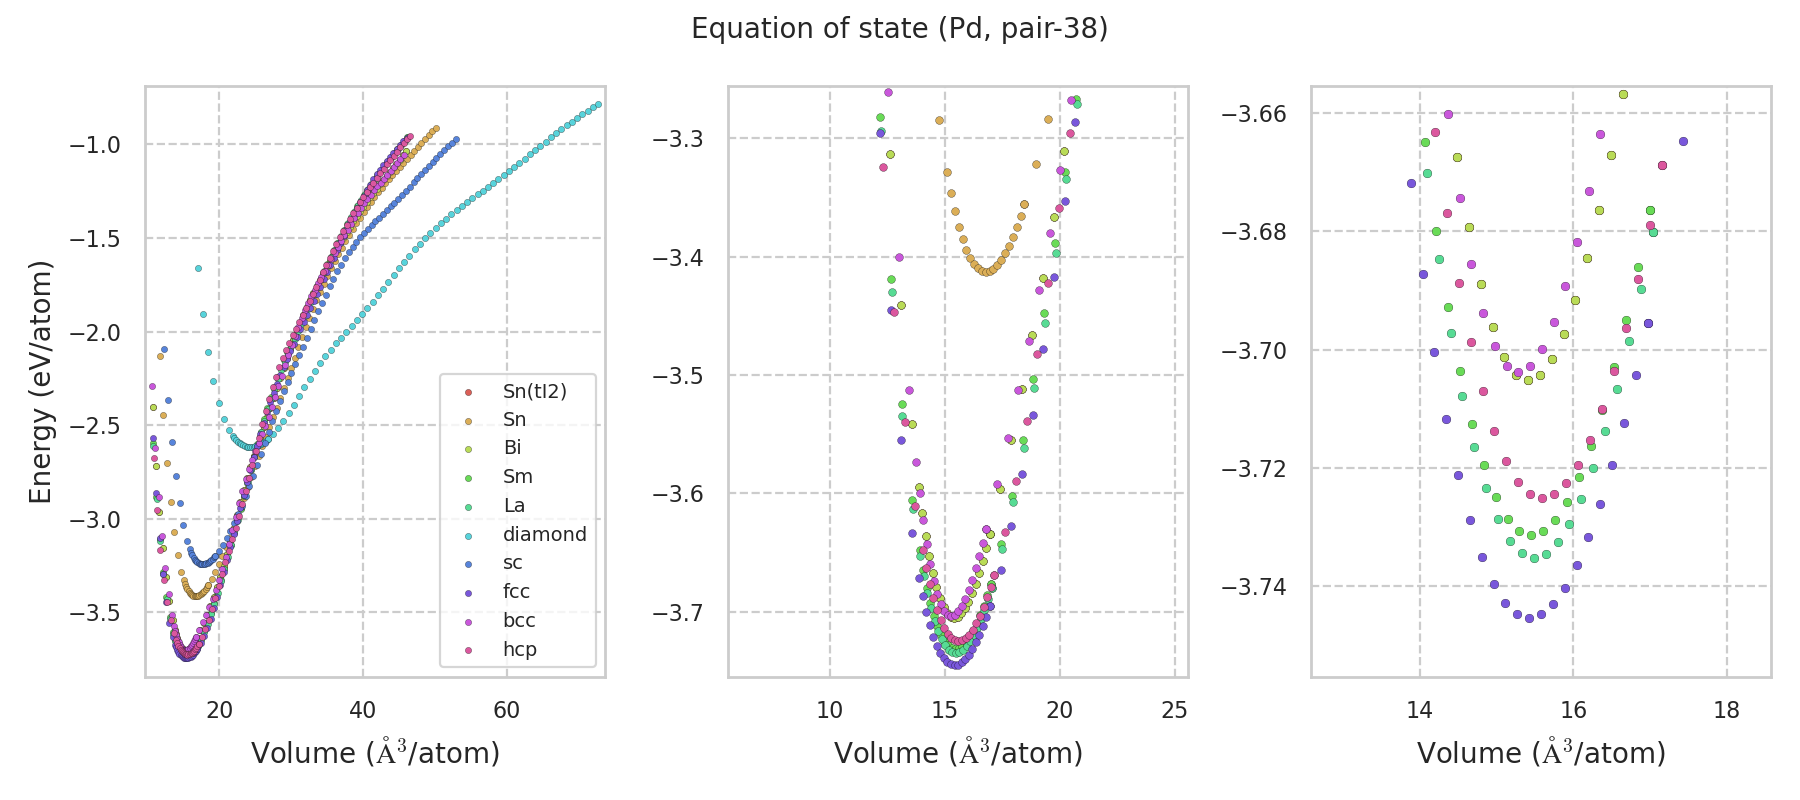 Equation of state (Pd, pair-38)
Energy (eV/atom)
−1.0
−1.5
−2.0
−2.5
−3.0
−3.5
20
40
60
Volume (Å³/atom)
Sn(tI2)
Sn
Bi
Sm
La
diamond
sc
fcc
bcc
hcp
−3.3
−3.4
−3.5
−3.6
−3.7
10
15
20
25
Volume (Å³/atom)
−3.66
−3.68
−3.70
−3.72
−3.74
14
16
18
Volume (Å³/atom)